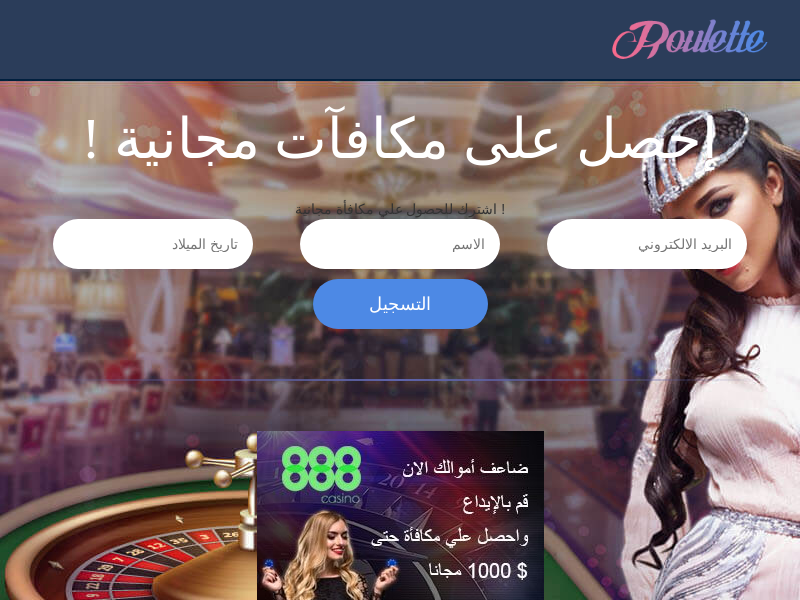 Roulette
إحصل على مكافآت مجانية !
اشترك للحصول علي مكافأة مجانية !
البريد الالكتروني
الاسم
تاريخ الميلاد
التسجيل
888
casino
ضاعف أموالك الان
قم بالإيداع
واحصل علي مكافأة حتى
$ 1000 مجانا